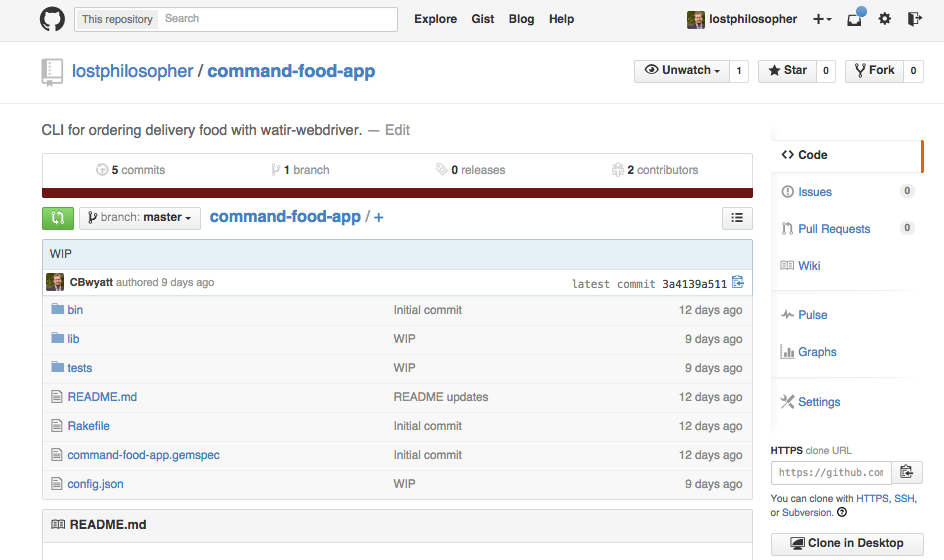 This repository Search Explore Gist Blog Help lostphilosopher
lostphilosopher / command-food-app Unwatch 1 Star 0 Fork 0
CLI for ordering delivery food with watir-webdriver. — Edit
5 commits 1 branch 0 releases 2 contributors
branch: master command-food-app / +
WIP
CBwyatt authored 9 days ago latest commit 3a4139a511
bin Initial commit 12 days ago
lib WIP 9 days ago
tests WIP 9 days ago
README.md README updates 12 days ago
Rakefile Initial commit 12 days ago
command-food-app.gemspec Initial commit 12 days ago
config.json WIP 9 days ago
README.md
Code
Issues 0
Pull Requests 0
Wiki
Pulse
Graphs
Settings
HTTPS clone URL
https://github.com
You can clone with HTTPS, SSH,
or Subversion.
Clone in Desktop